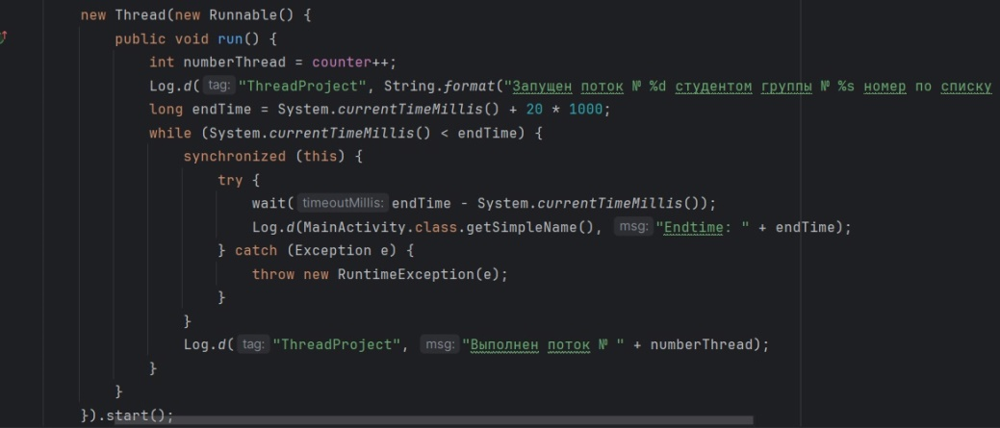 new Thread(new Runnable() {
public void run() {
int numberThread = counter++;
Log.d( tag: "ThreadProject", String.format("Запущен поток № %d студентом группы № %s номер по списку
long endTime = System.currentTimeMillis() + 20 * 1000;
while (System.currentTimeMillis() < endTime) {
synchronized (this) {
try {
wait( timeoutMillis: endTime - System.currentTimeMillis());
Log.d(MainActivity.class.getSimpleName(), msg: "Endtime: " + endTime);
} catch (Exception e) {
throw new RuntimeException(e);
}
}
Log.d( tag: "ThreadProject", msg: "Выполнен поток № " + numberThread);
}
}
}).start();